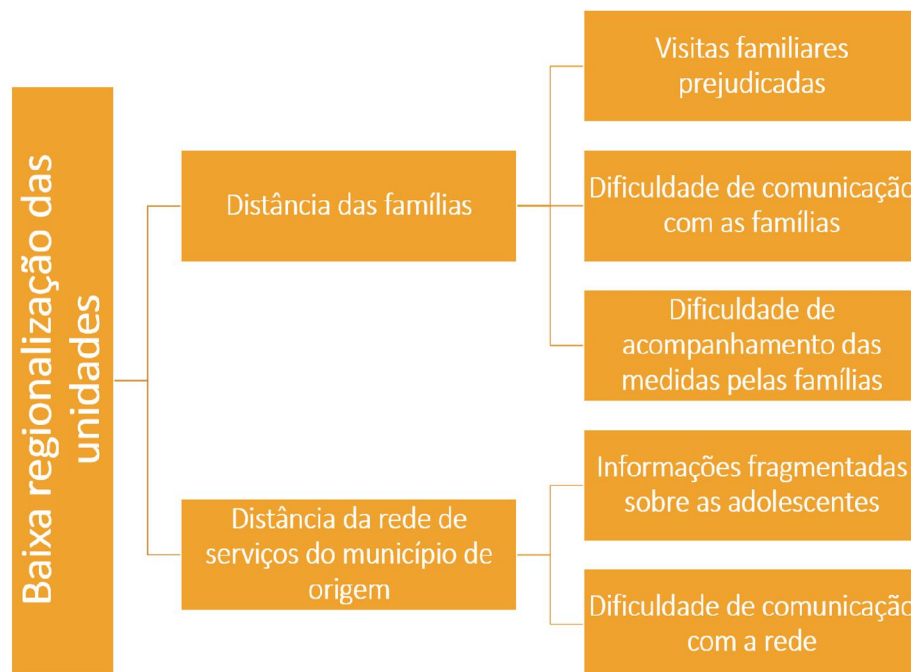 Baixa regionalização das
unidades
Distância das famílias
Visitas familiares
prejudicadas
Dificuldade de comunicação
com as famílias
Dificuldade de
acompanhamento das
medidas pelas famílias
Distância da rede de
serviços do município de
origem
Informações fragmentadas
sobre as adolescentes
Dificuldade de comunicação
com a rede